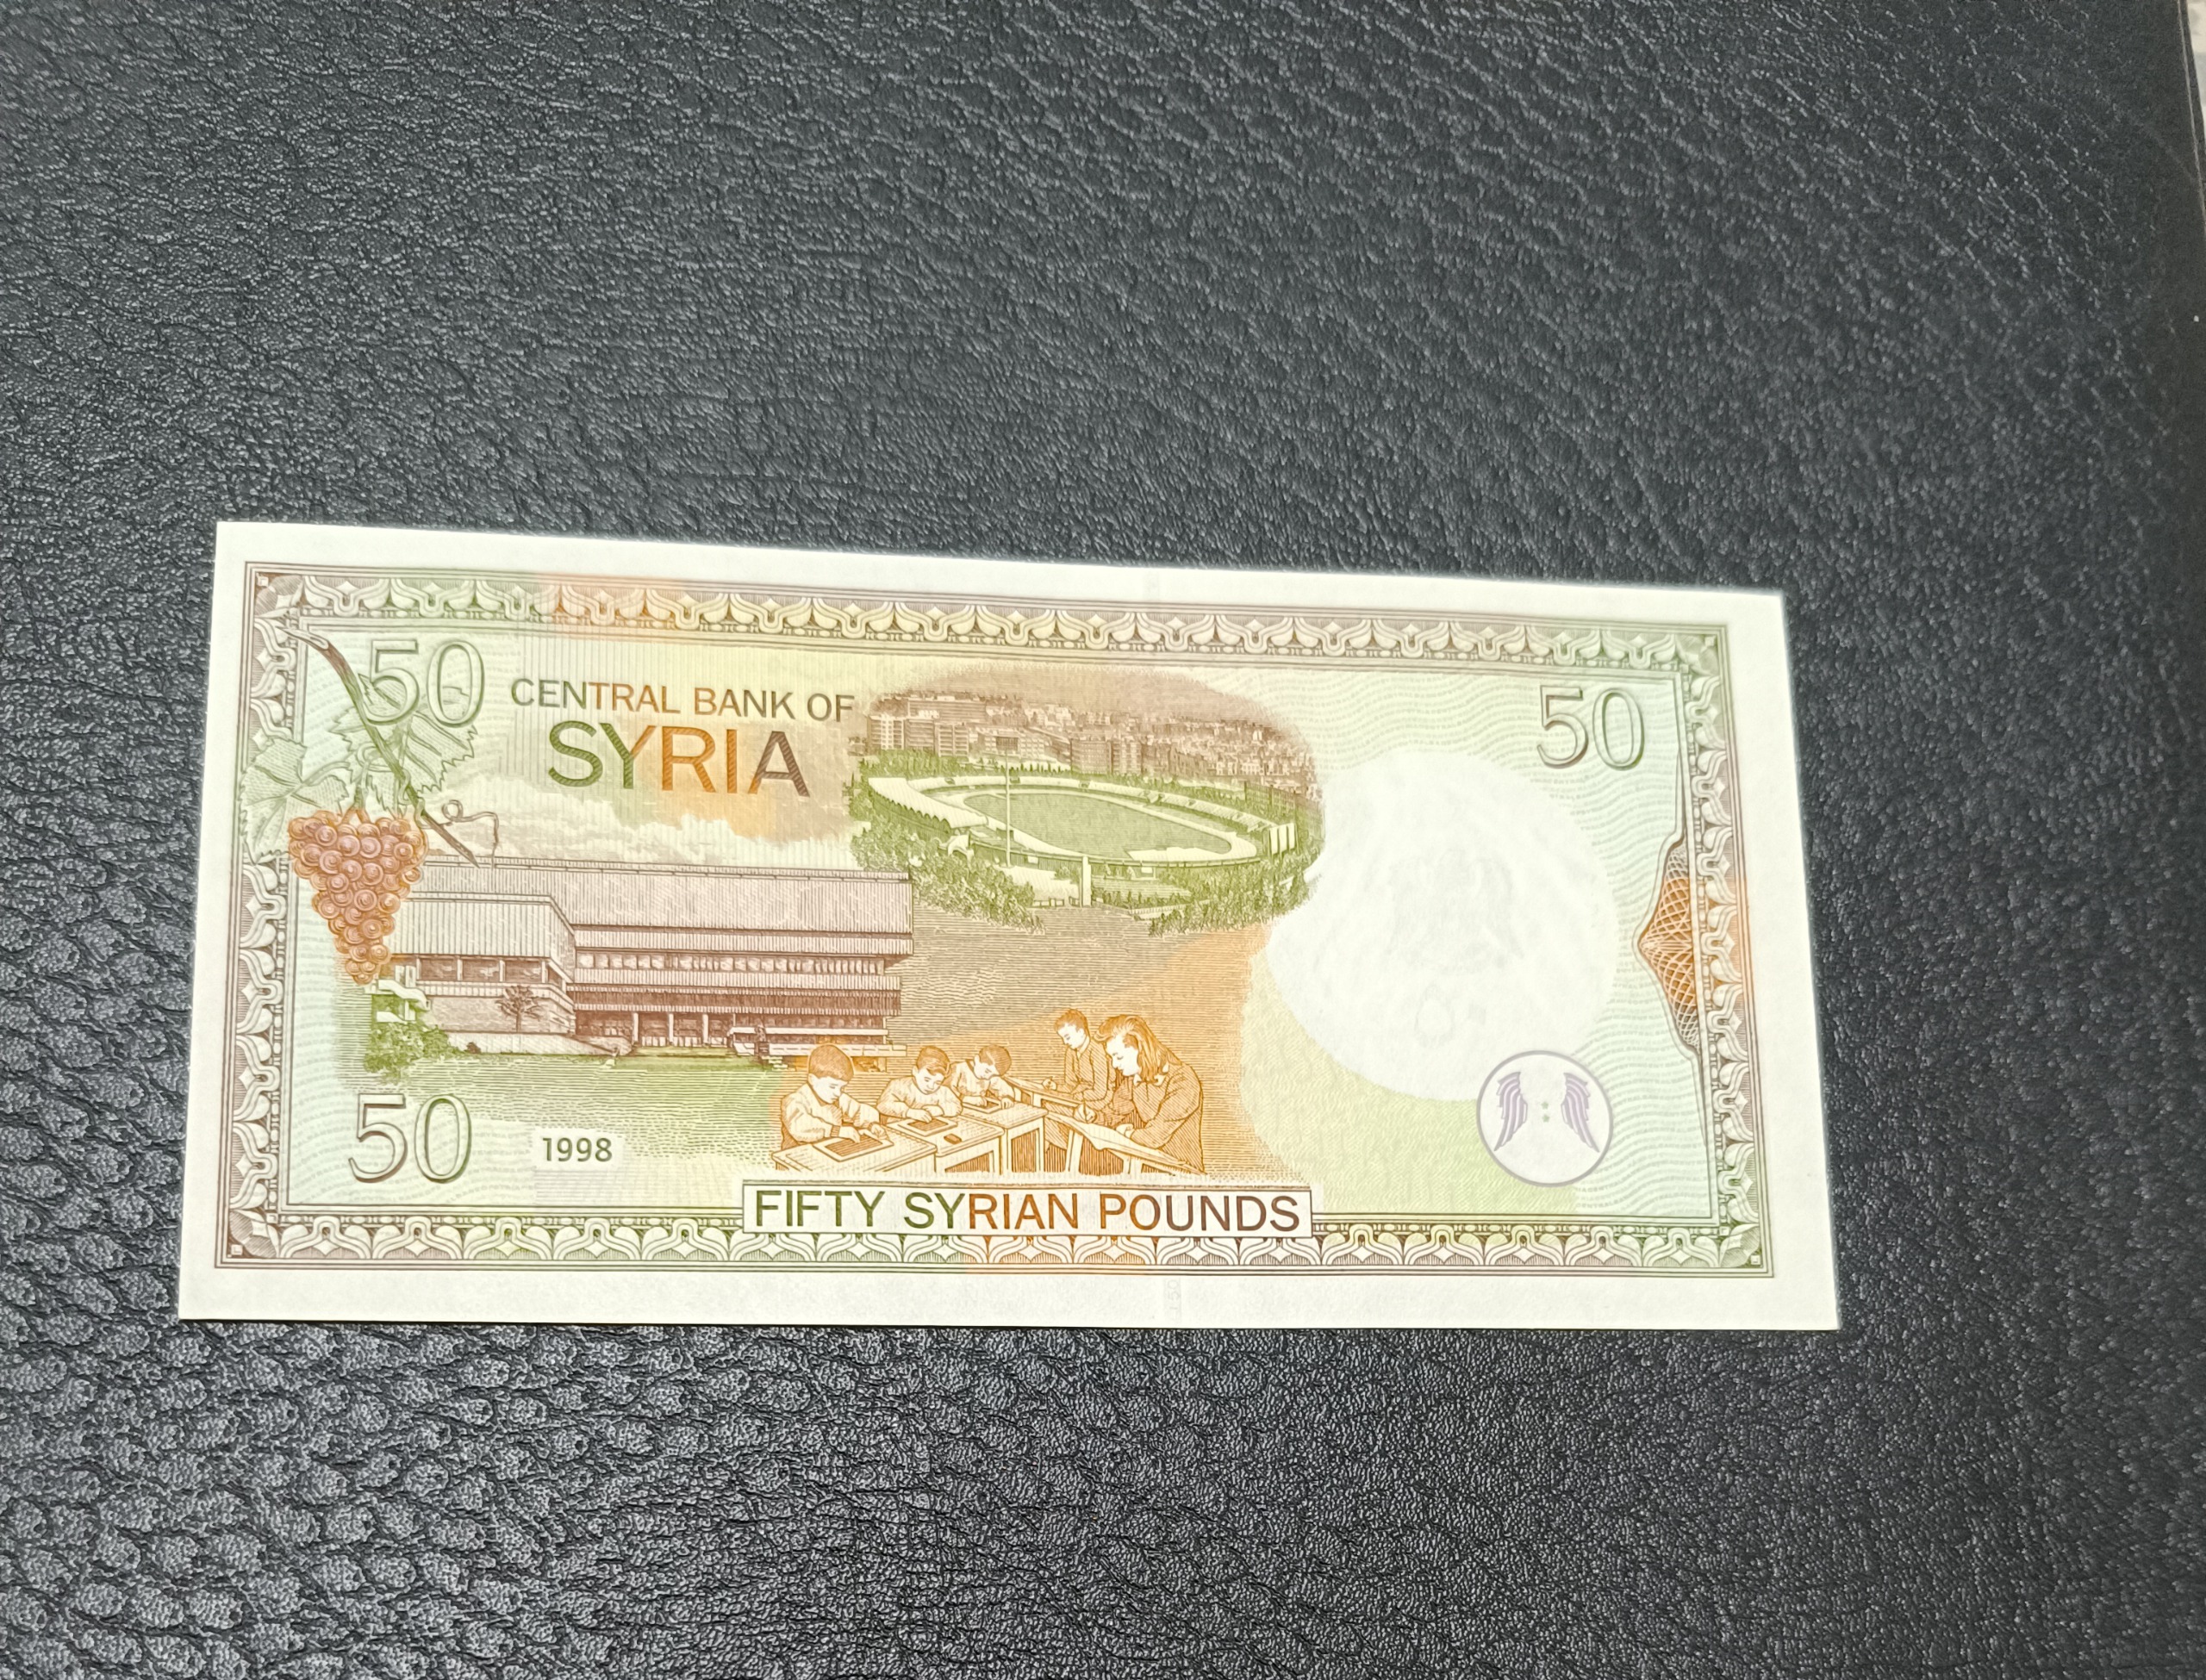 50
CENTRAL BANK OF
SYRIA
50
50
1998
FIFTY SYRIAN POUNDS